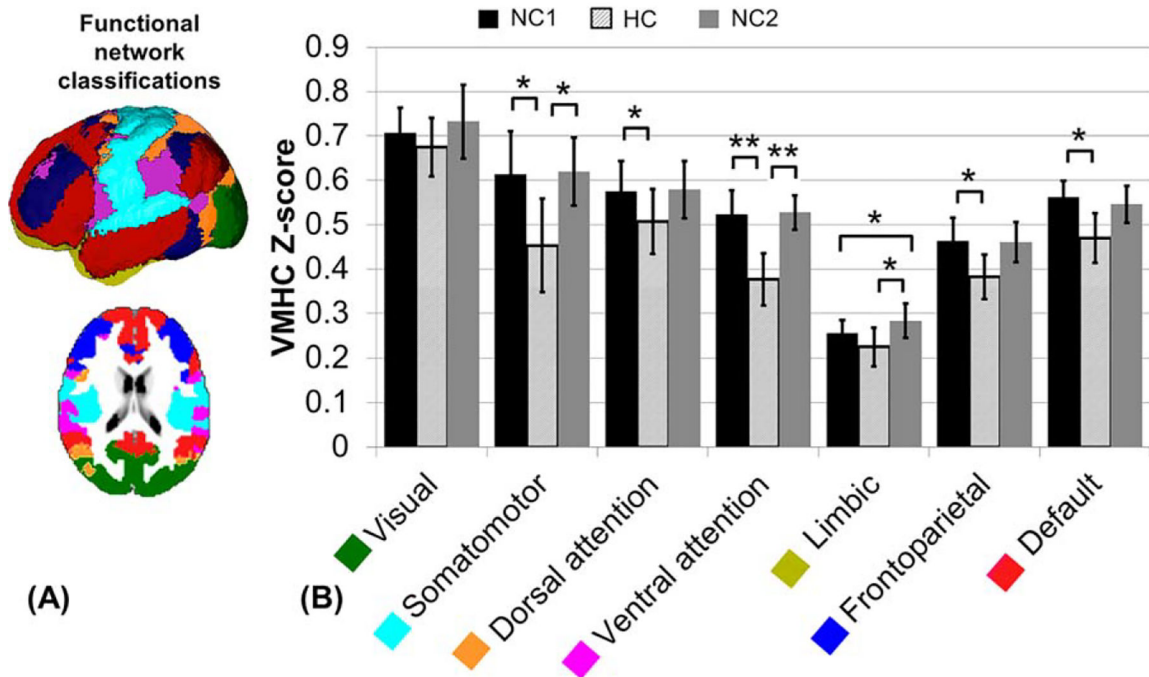 Functional
network
classifications
(A)
NC1 HC NC2
VMHC Z-score
0.9
0.8
0.7
0.6
0.5
0.4
0.3
0.2
0.1
0
* *
*
** **
*
*
*
*
Visual
Somatomotor
Dorsal attention
Ventral attention
Limbic
Frontoparietal
Default
(B)